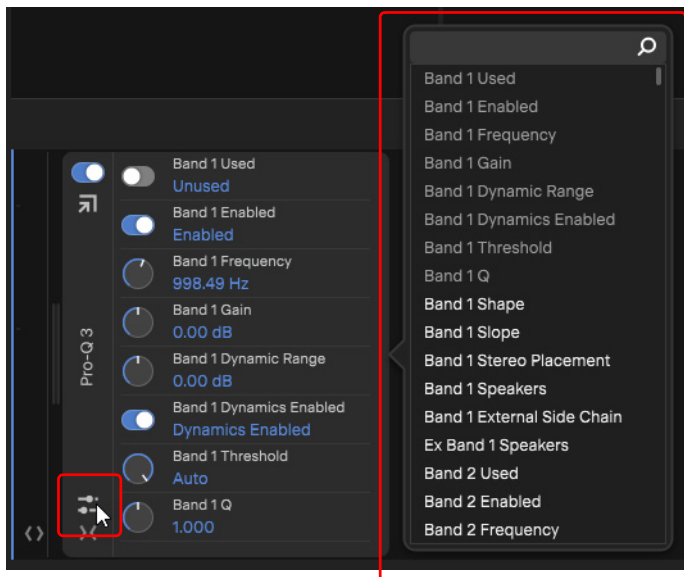 Band 1 Used
Unused
Band 1 Enabled
Enabled
Band 1 Frequency
998.49 Hz
Band 1 Gain
0.00 dB
Band 1 Dynamic Range
0.00 dB
Band 1 Dynamics Enabled
Dynamics Enabled
Band 1 Threshold
Auto
Band 1 Q
1.000
Pro-Q 3
Band 1 Used
Band 1 Enabled
Band 1 Frequency
Band 1 Gain
Band 1 Dynamic Range
Band 1 Dynamics Enabled
Band 1 Threshold
Band 1 Q
Band 1 Shape
Band 1 Slope
Band 1 Stereo Placement
Band 1 Speakers
Band 1 External Side Chain
Ex Band 1 Speakers
Band 2 Used
Band 2 Enabled
Band 2 Frequency